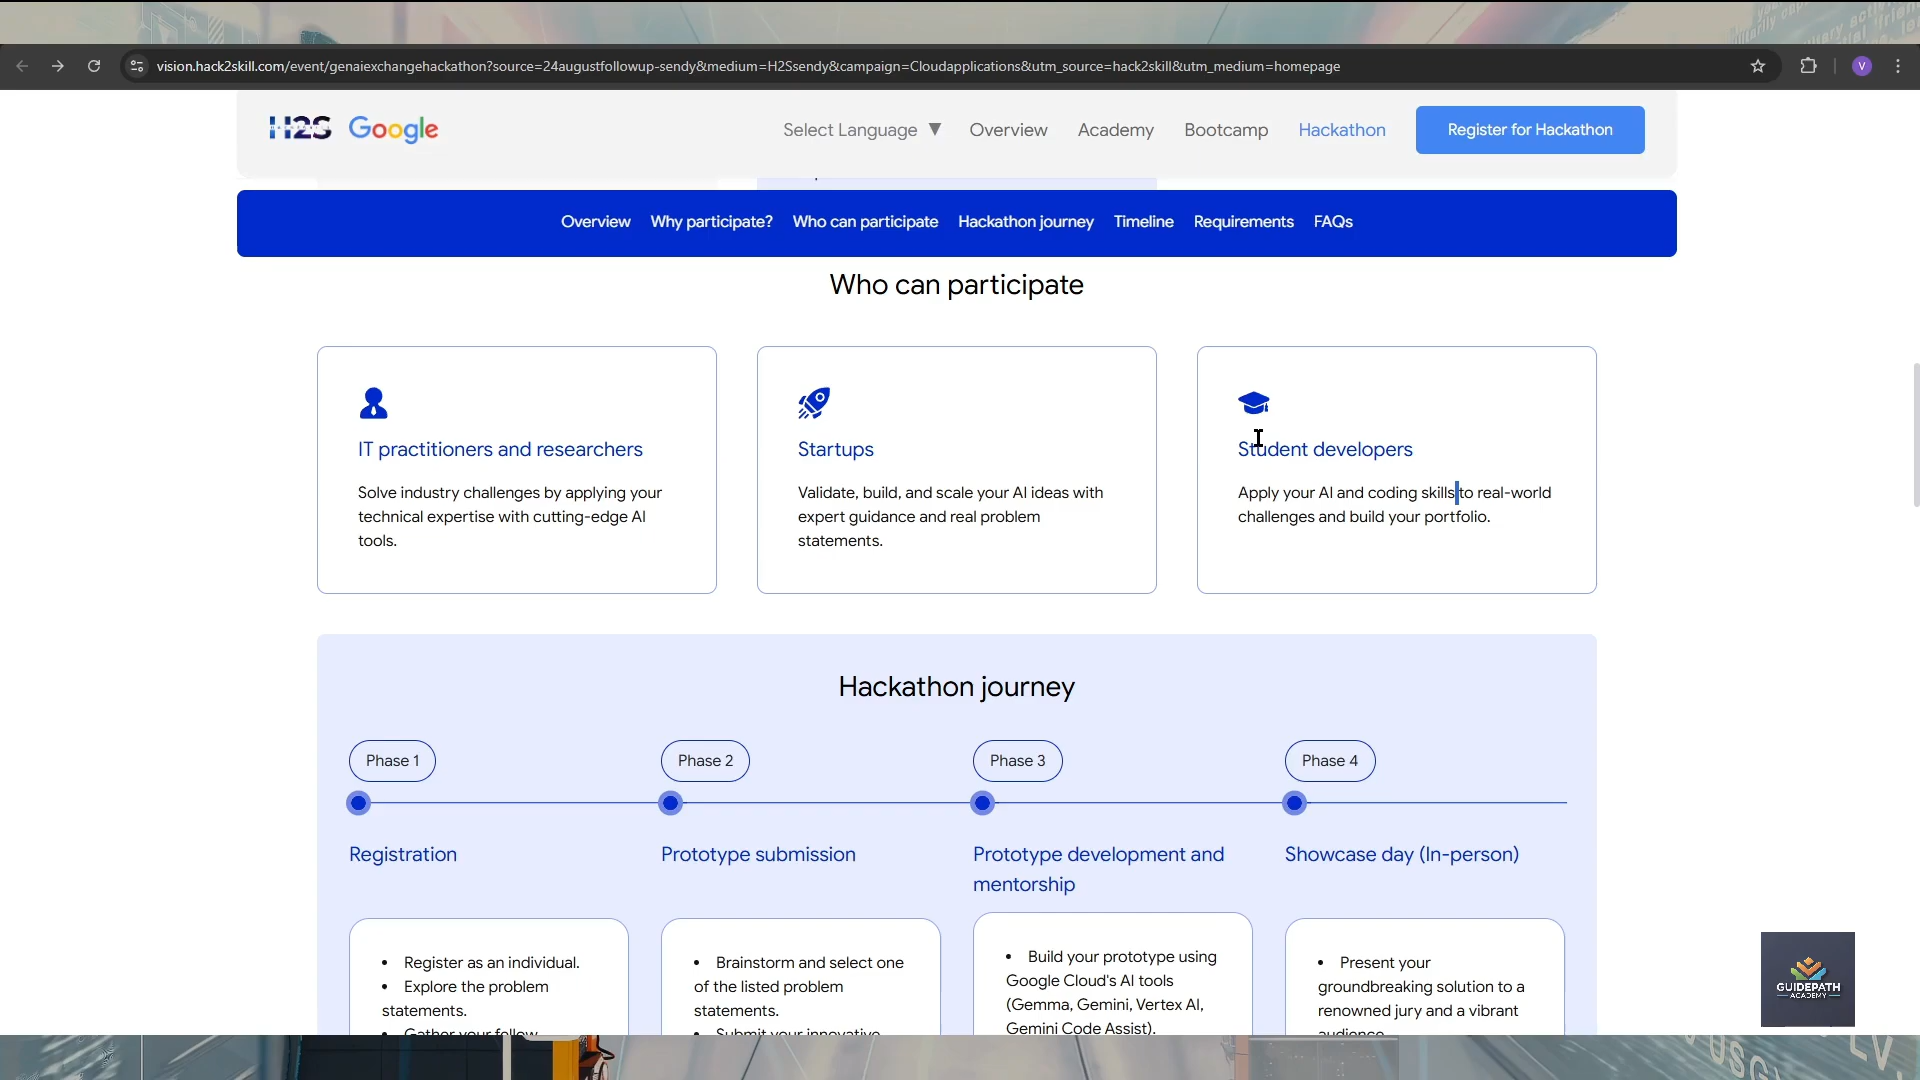 vision.hack2skill.com/event/genaiexchangehackathon?source=24augustfollowup-sendy&medium=H2Ssendy&campaign=Cloudapplications&utm_source=hack2skill&utm_medium=homepage
V
H2S Google
Select Language ▼ Overview Academy Bootcamp Hackathon Register for Hackathon
Overview Why participate? Who can participate Hackathon journey Timeline Requirements FAQs
Who can participate
IT practitioners and researchers
Solve industry challenges by applying your
technical expertise with cutting-edge AI
tools.
Startups
Validate, build, and scale your AI ideas with
expert guidance and real problem
statements.
Student developers
Apply your AI and coding skills to real-world
challenges and build your portfolio.
Hackathon journey
Phase 1
Registration
• Register as an individual.
• Explore the problem
statements.
• Gather your fellow
Phase 2
Prototype submission
• Brainstorm and select one
of the listed problem
statements.
• Submit your innovative
Phase 3
Prototype development and
mentorship
• Build your prototype using
Google Cloud's AI tools
(Gemma, Gemini, Vertex AI,
Gemini Code Assist).
Phase 4
Showcase day (In-person)
• Present your
groundbreaking solution to a
renowned jury and a vibrant
audience
GUIDEPATH
ACADEMY